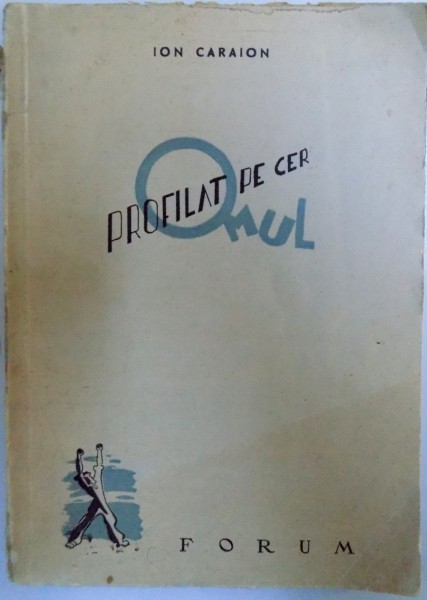 ION CARAION
OMUL
PROFILAT PE CER
FORUM